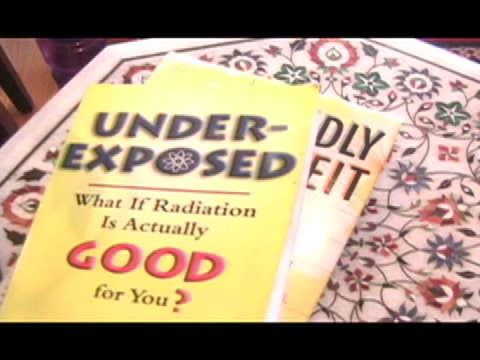 UNDER-
EXPOSED
What If Radiation
Is Actually
GOOD
for You?
DLY
EIT